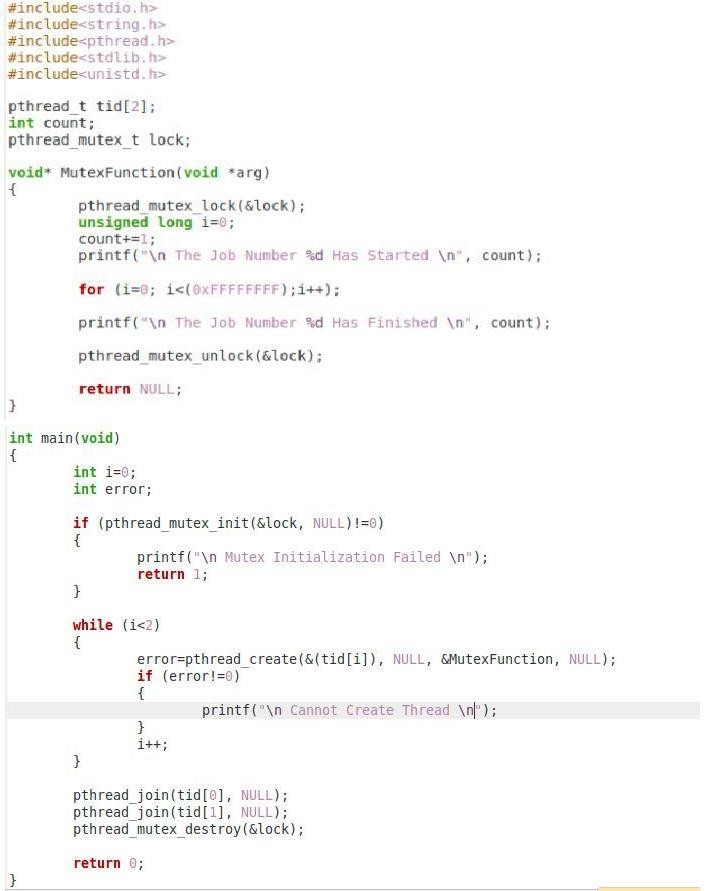 #include<stdio.h>
#include<string.h>
#include<pthread.h>
#include<stdlib.h>
#include<unistd.h>

pthread_t tid[2];
int count;
pthread_mutex_t lock;

void* MutexFunction(void *arg)
{
        pthread_mutex_lock(&lock);
        unsigned long i=0;
        count+=1;
        printf("\n The Job Number %d Has Started \n", count);

        for (i=0; i<(0xFFFFFFFF);i++);

        printf("\n The Job Number %d Has Finished \n", count);

        pthread_mutex_unlock(&lock);

        return NULL;
}

int main(void)
{
        int i=0;
        int error;

        if (pthread_mutex_init(&lock, NULL)!=0)
        {
                printf("\n Mutex Initialization Failed \n");
                return 1;
        }

        while (i<2)
        {
                error=pthread_create(&(tid[i]), NULL, &MutexFunction, NULL);
                if (error!=0)
                {
                        printf("\n Cannot Create Thread \n");
                }
                i++;
        }

        pthread_join(tid[0], NULL);
        pthread_join(tid[1], NULL);
        pthread_mutex_destroy(&lock);

        return 0;
}